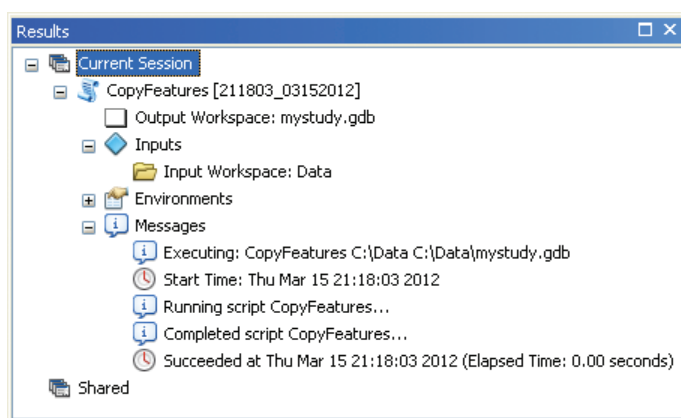 Results
Current Session
CopyFeatures [211803_03152012]
Output Workspace: mystudy.gdb
Inputs
Input Workspace: Data
Environments
Messages
Executing: CopyFeatures C:\Data C:\Data\mystudy.gdb
Start Time: Thu Mar 15 21:18:03 2012
Running script CopyFeatures...
Completed script CopyFeatures...
Succeeded at Thu Mar 15 21:18:03 2012 (Elapsed Time: 0.00 seconds)
Shared